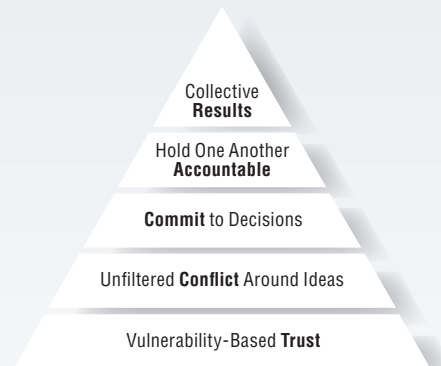 Collective
Results
Hold One Another
Accountable
Commit to Decisions
Unfiltered Conflict Around Ideas
Vulnerability-Based Trust